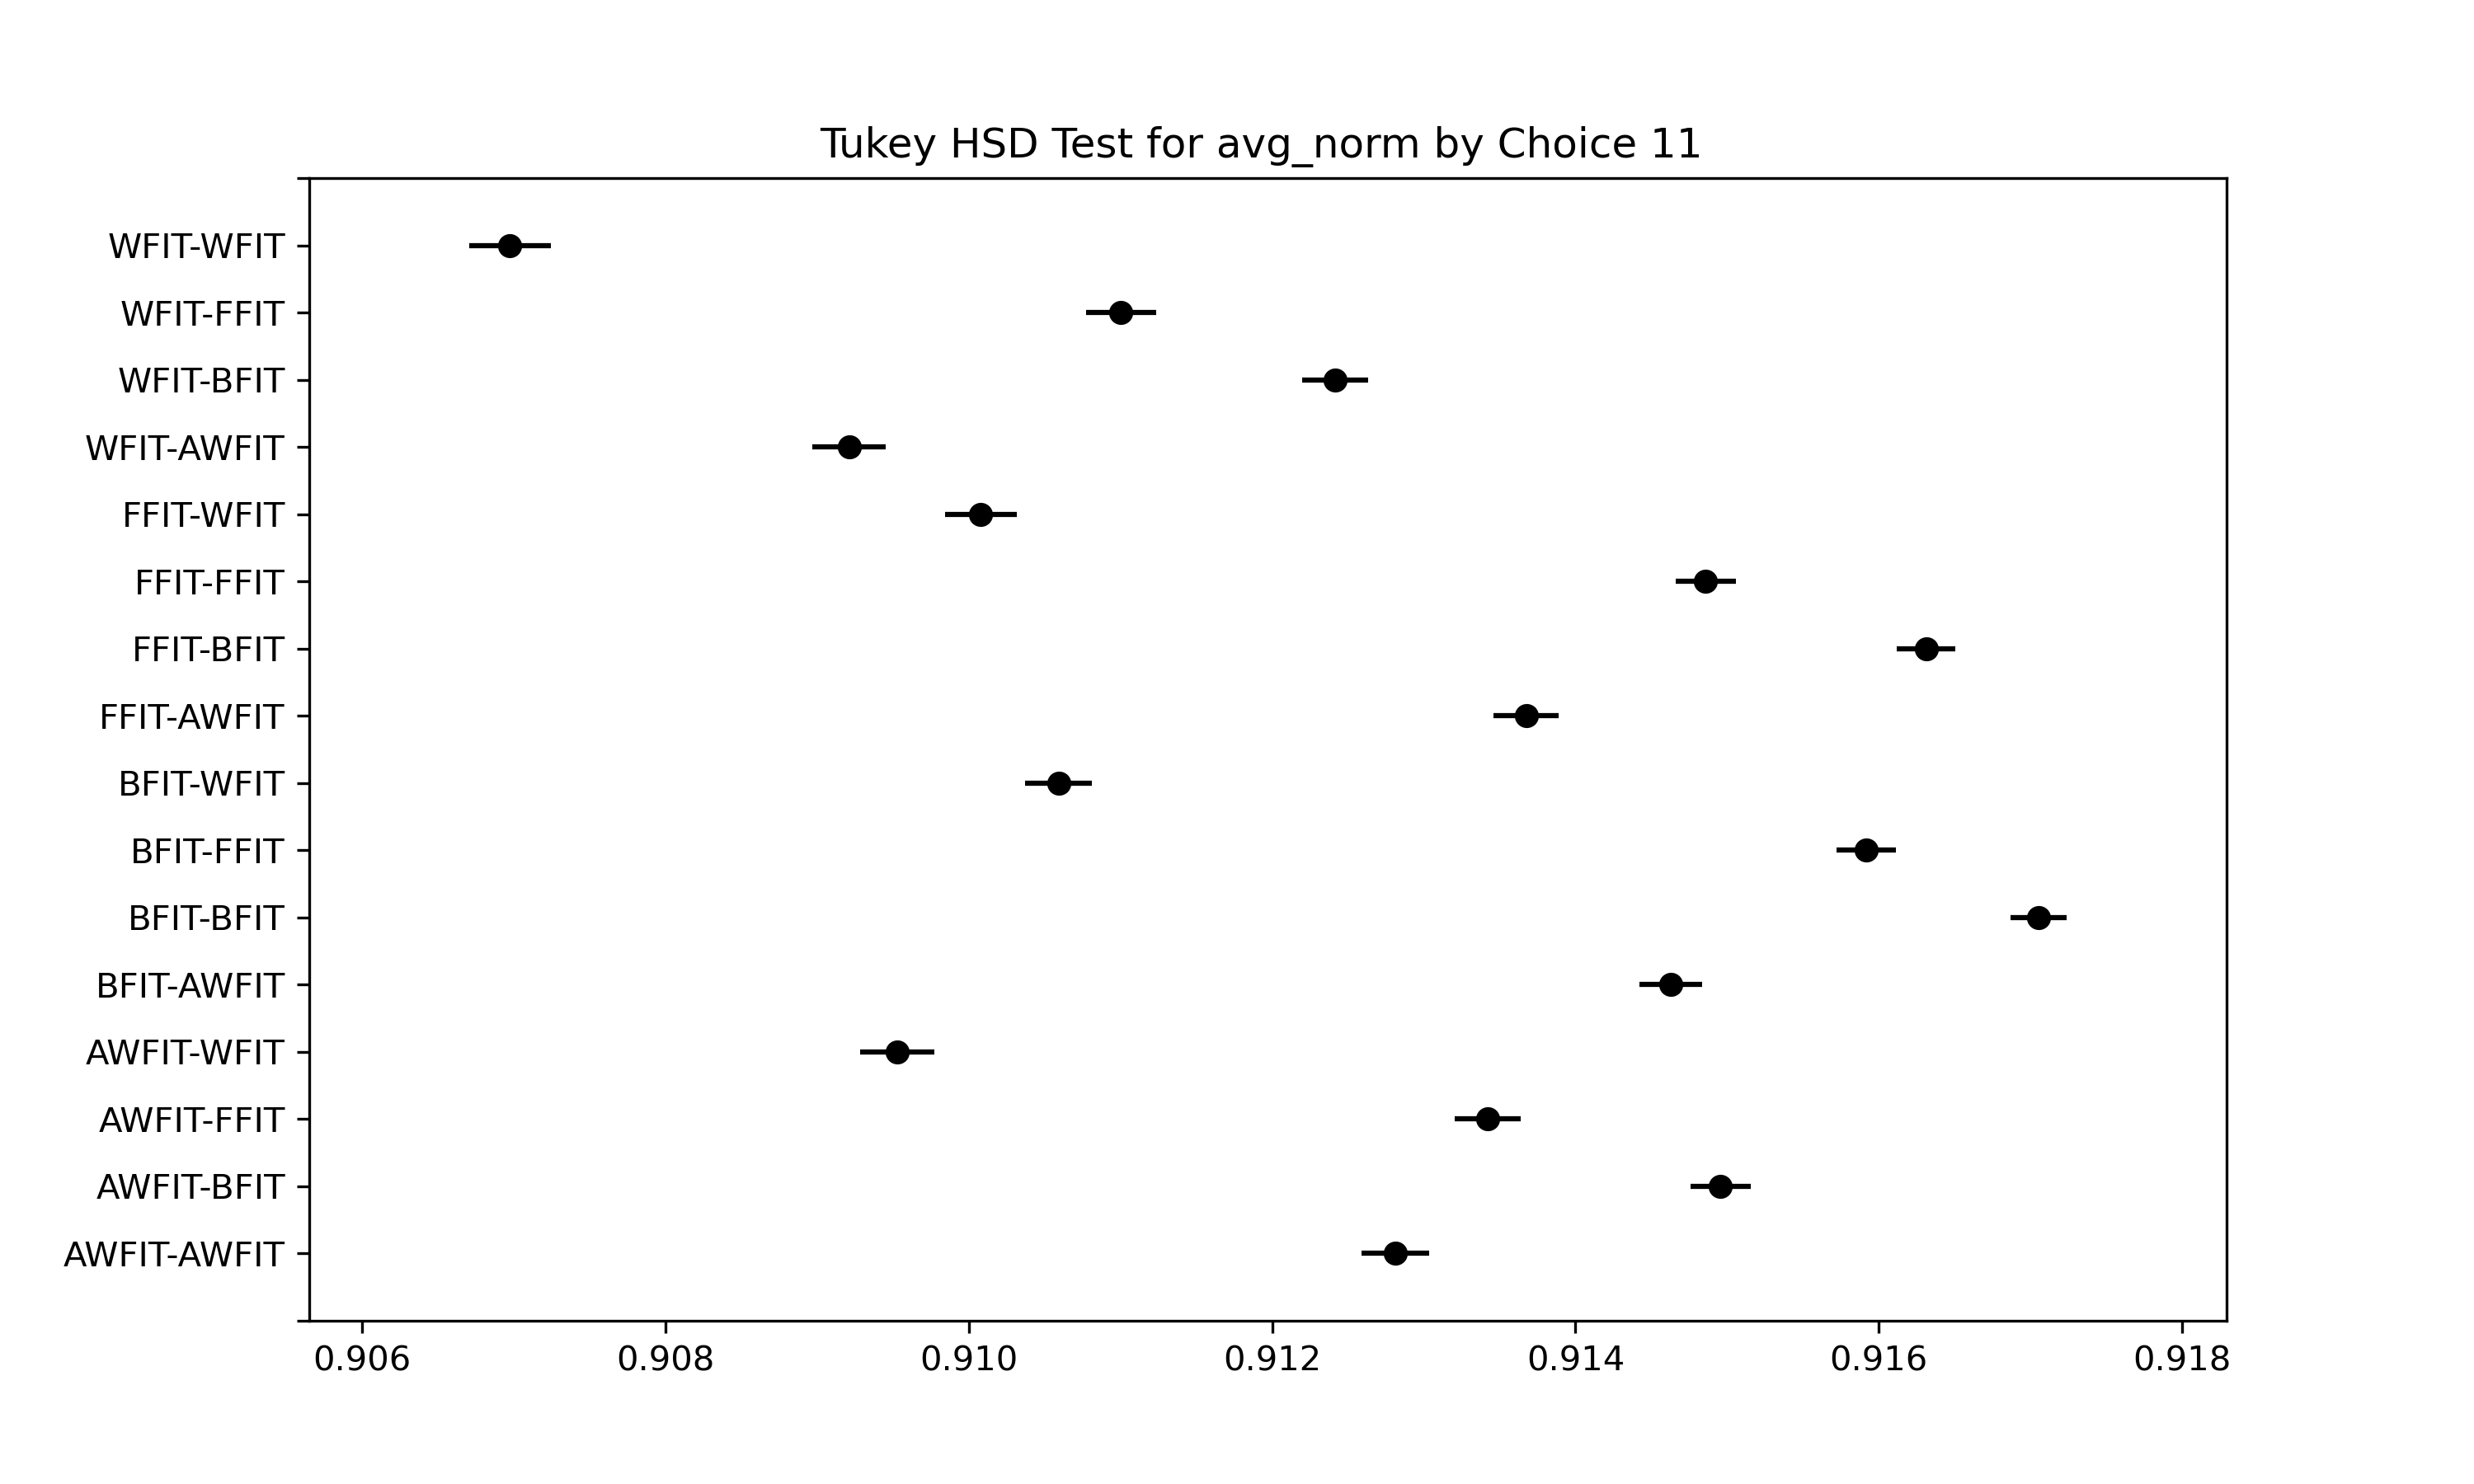 Tukey HSD Test for avg_norm by Choice 11
WFIT-WFIT
WFIT-FFIT
WFIT-BFIT
WFIT-AWFIT
FFIT-WFIT
FFIT-FFIT
FFIT-BFIT
FFIT-AWFIT
BFIT-WFIT
BFIT-FFIT
BFIT-BFIT
BFIT-AWFIT
AWFIT-WFIT
AWFIT-FFIT
AWFIT-BFIT
AWFIT-AWFIT
0.906 0.908 0.910 0.912 0.914 0.916 0.918